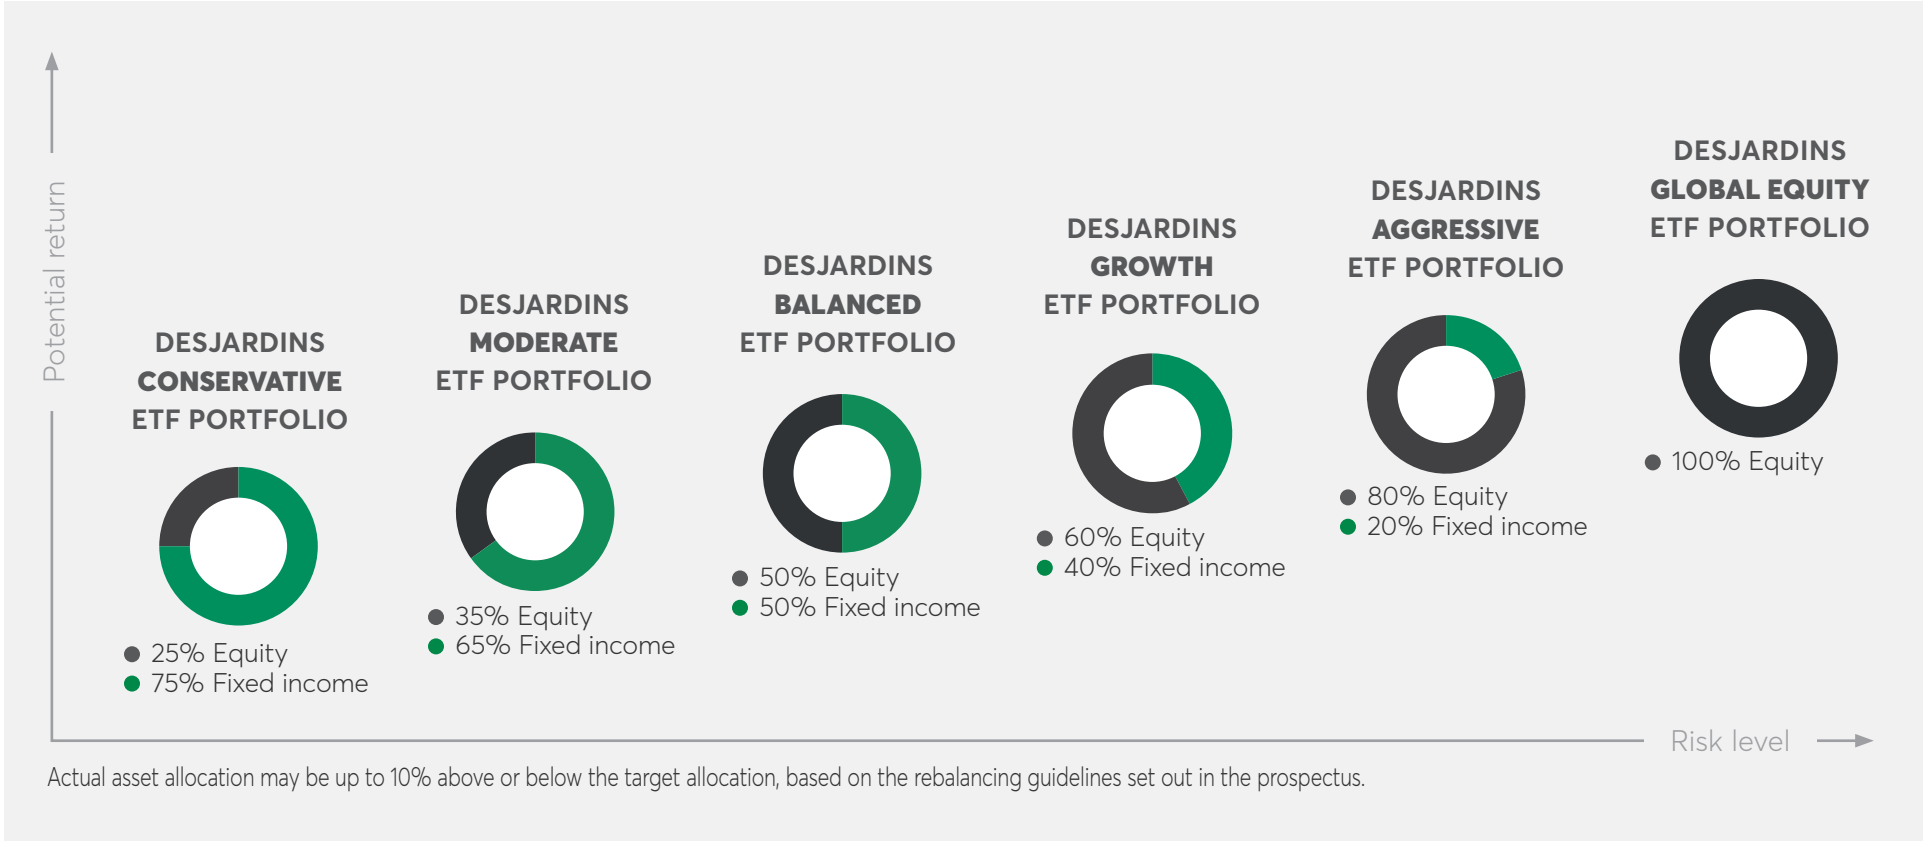 Potential return
DESJARDINS
CONSERVATIVE
ETF PORTFOLIO
25% Equity
75% Fixed income
DESJARDINS
MODERATE
ETF PORTFOLIO
35% Equity
65% Fixed income
DESJARDINS
BALANCED
ETF PORTFOLIO
50% Equity
50% Fixed income
DESJARDINS
GROWTH
ETF PORTFOLIO
60% Equity
40% Fixed income
DESJARDINS
AGGRESSIVE
ETF PORTFOLIO
80% Equity
20% Fixed income
DESJARDINS
GLOBAL EQUITY
ETF PORTFOLIO
100% Equity
Risk level
Actual asset allocation may be up to 10% above or below the target allocation, based on the rebalancing guidelines set out in the prospectus.